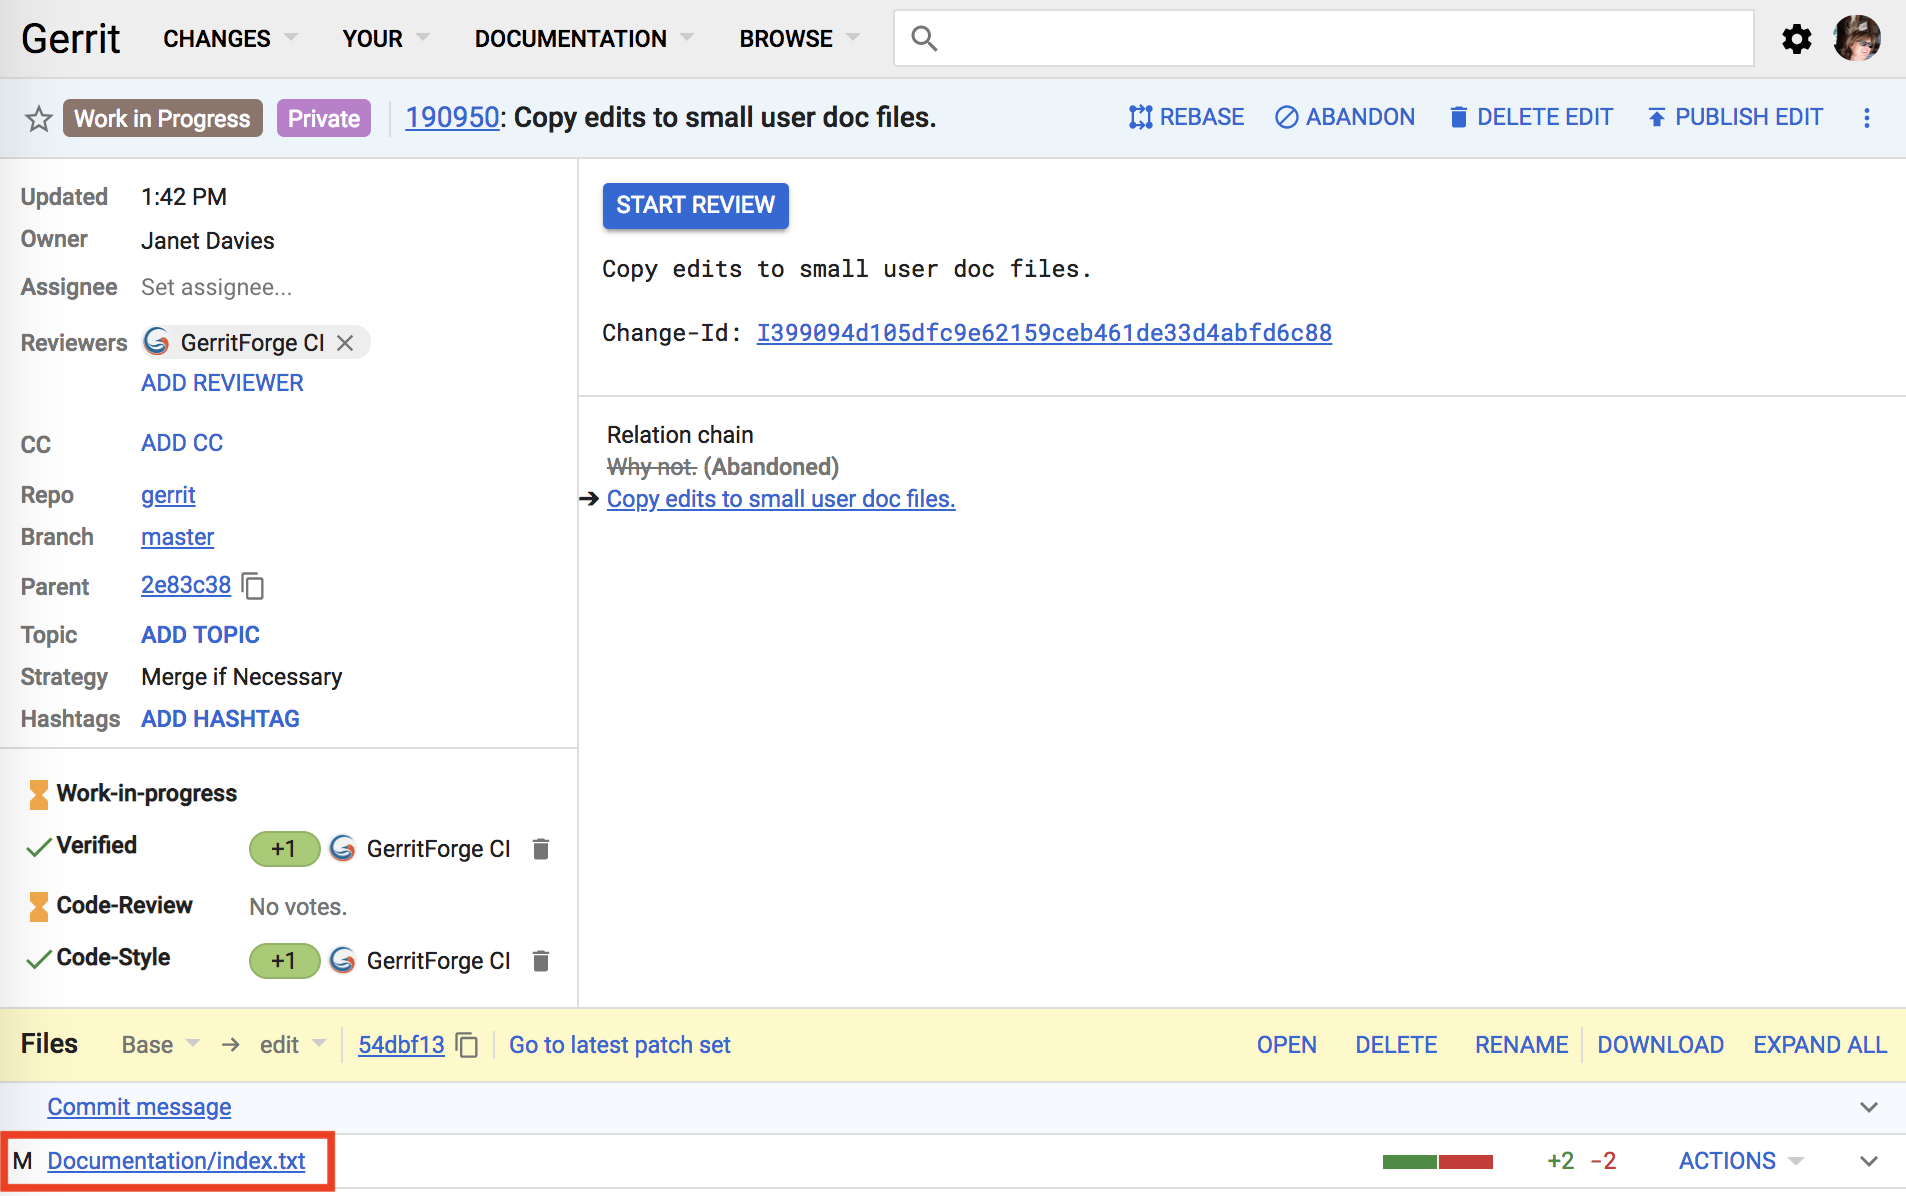 Gerrit CHANGES YOUR DOCUMENTATION BROWSE
Work in Progress Private 190950: Copy edits to small user doc files. REBASE ABANDON DELETE EDIT PUBLISH EDIT
Updated 1:42 PM
Owner Janet Davies
Assignee Set assignee...
Reviewers GerritForge CI
ADD REVIEWER
CC ADD CC
Repo gerrit
Branch master
Parent 2e83c38
Topic ADD TOPIC
Strategy Merge if Necessary
Hashtags ADD HASHTAG
Work-in-progress
Verified +1 GerritForge CI
Code-Review No votes.
Code-Style +1 GerritForge CI
START REVIEW
Copy edits to small user doc files.
Change-Id: I399094d105dfc9e62159ceb461de33d4abfd6c88
Relation chain
Why not. (Abandoned)
→ Copy edits to small user doc files.
Files Base → edit 54dbf13 Go to latest patch set OPEN DELETE RENAME DOWNLOAD EXPAND ALL
Commit message
M Documentation/index.txt +2 -2 ACTIONS